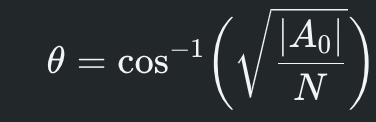 θ = cos⁻¹(√(|A₀|/N))